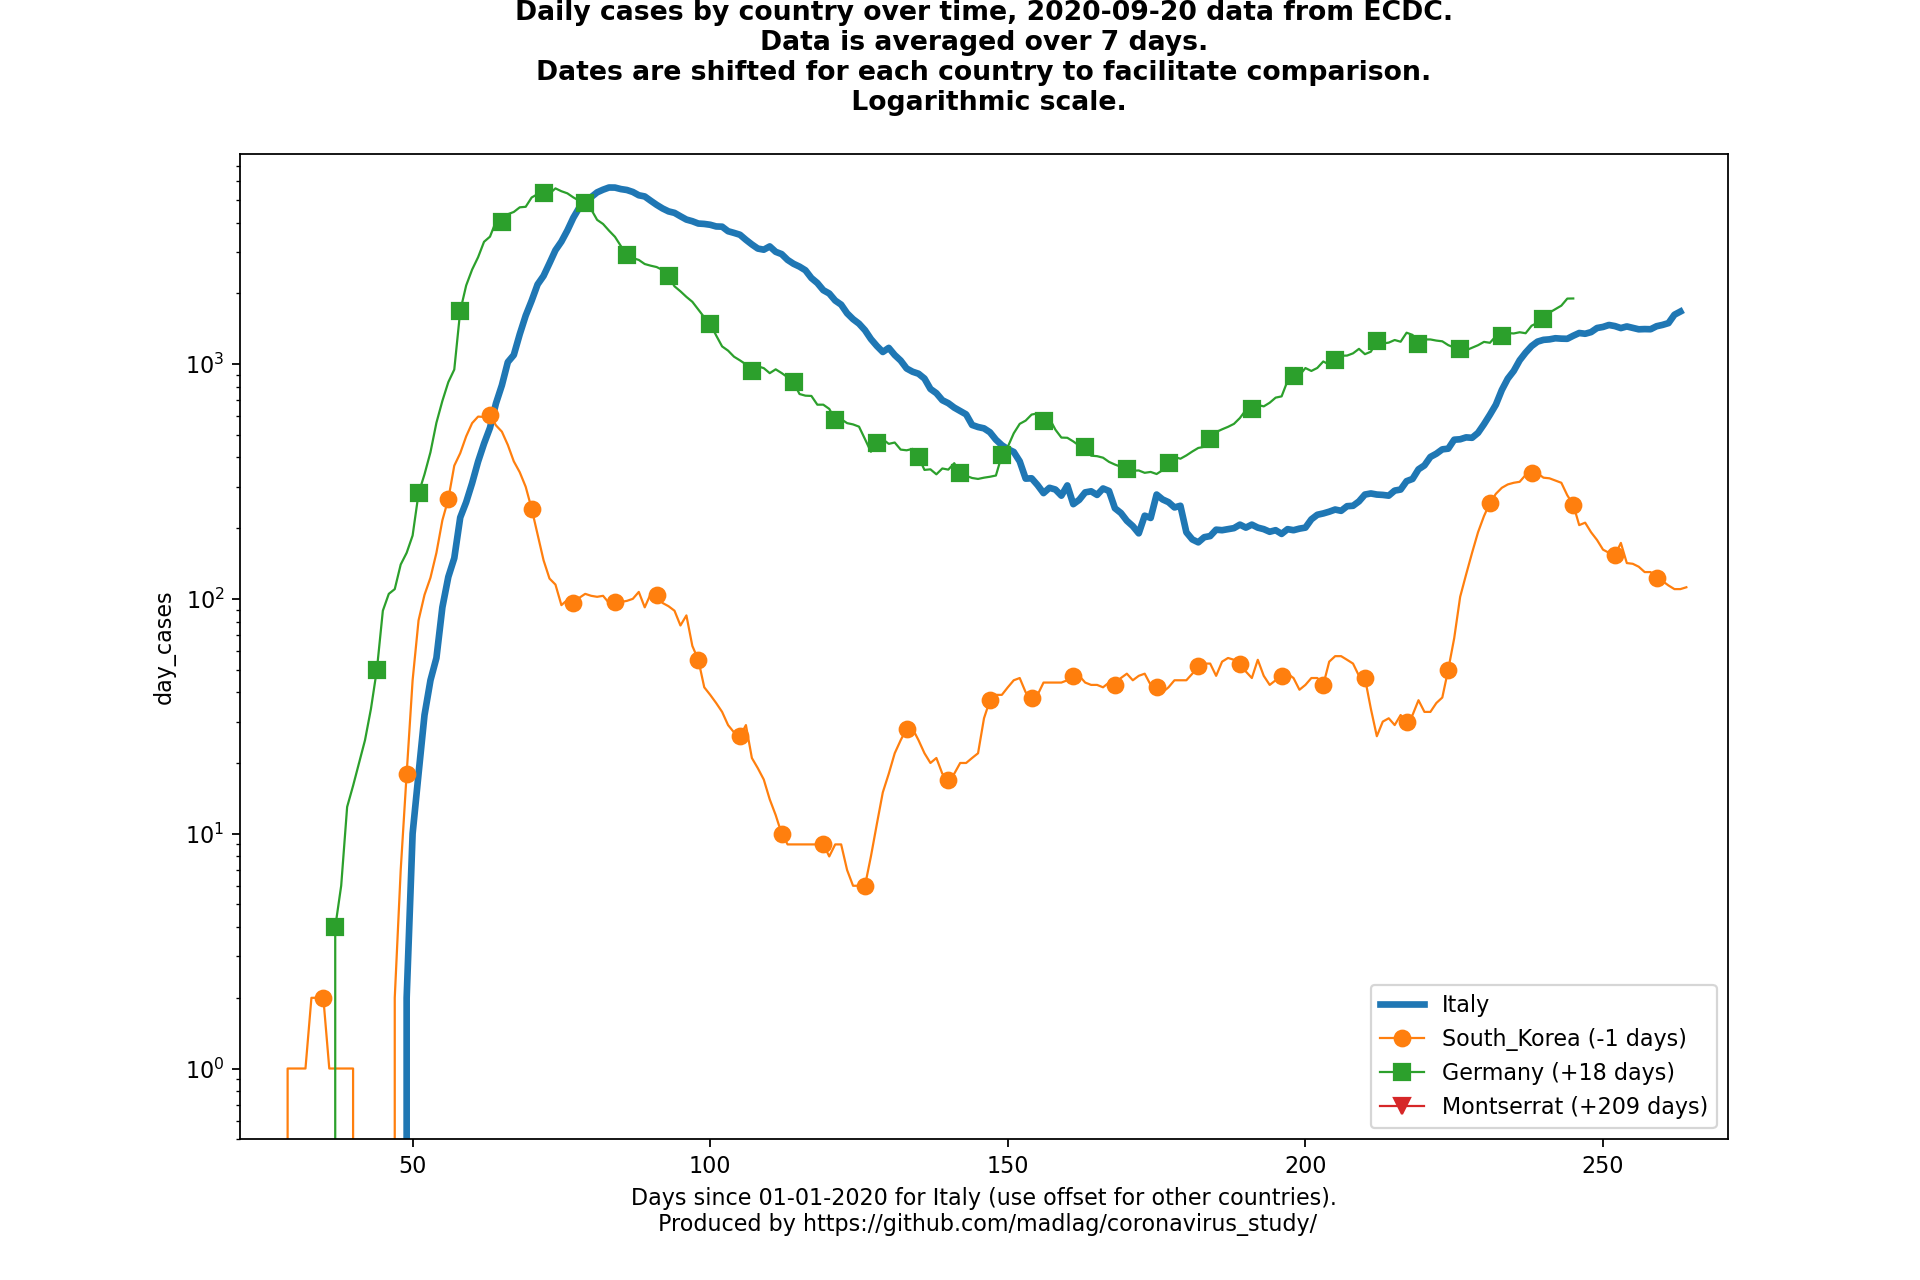 Daily cases by country over time, 2020-09-20 data from ECDC.
Data is averaged over 7 days.
Dates are shifted for each country to facilitate comparison.
Logarithmic scale.
day_cases
10³
10²
10¹
10⁰
50
100
150
200
250
Italy
South_Korea (-1 days)
Germany (+18 days)
Montserrat (+209 days)
Days since 01-01-2020 for Italy (use offset for other countries).
Produced by https://github.com/madlag/coronavirus_study/